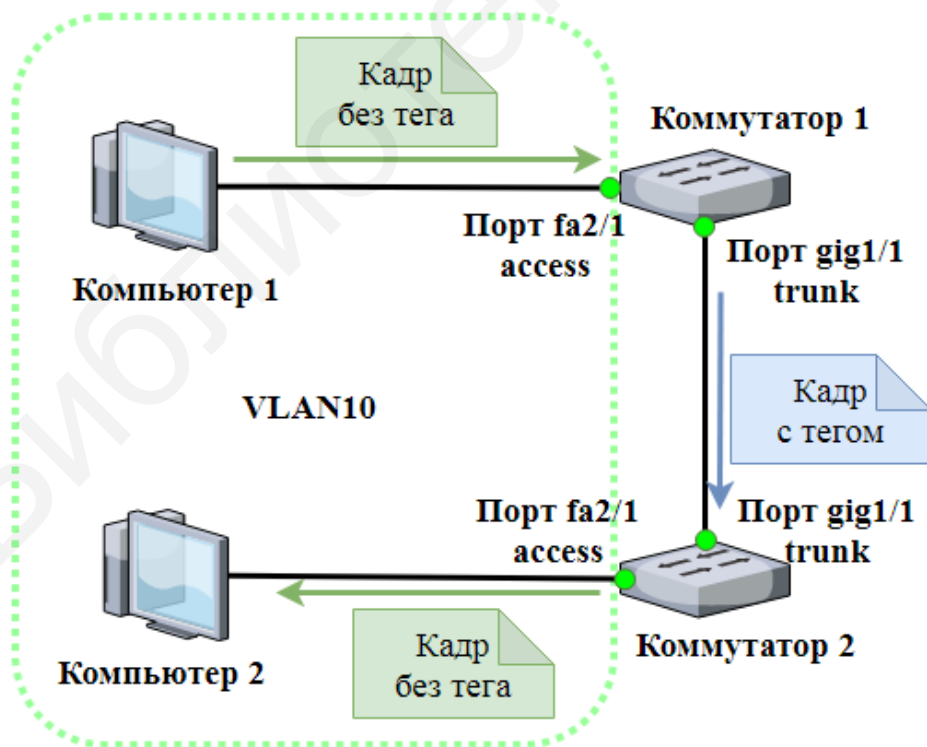 Библиотека
Кадр
без тега
Коммутатор 1
Порт fa2/1
access
Порт gig1/1
trunk
Компьютер 1
VLAN10
Кадр
с тегом
Порт fa2/1
access
Порт gig1/1
trunk
Компьютер 2
Кадр
без тега
Коммутатор 2